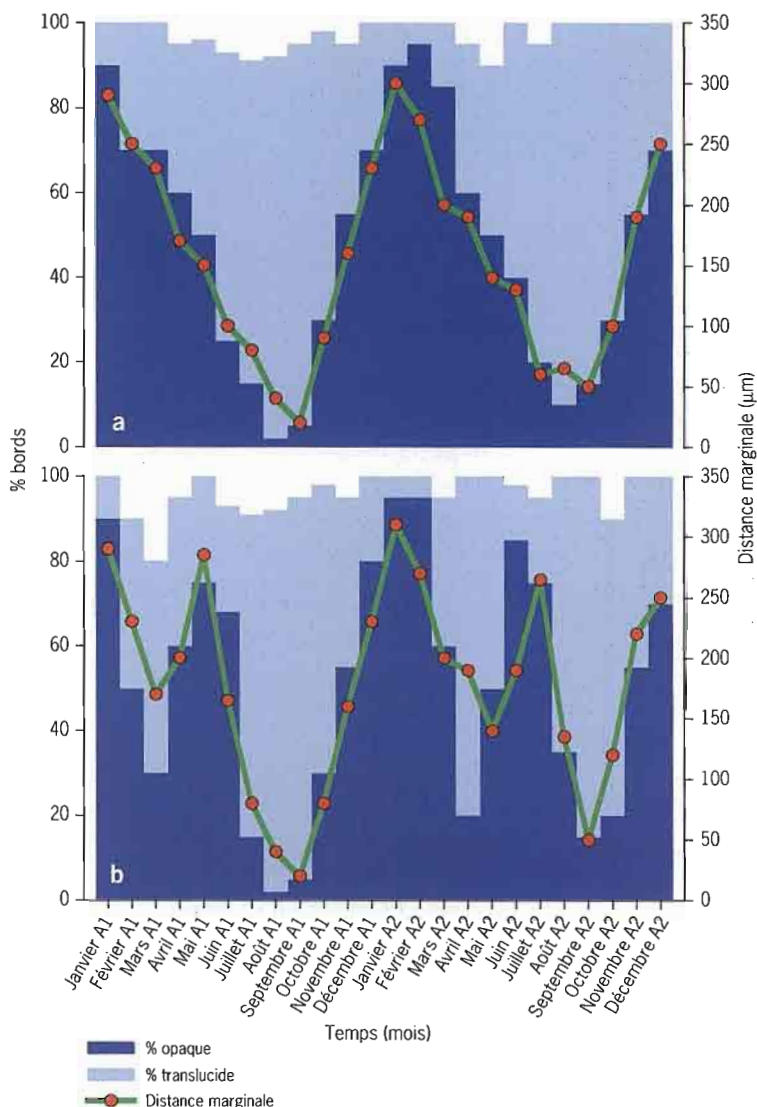 100
80
60
40
20
0
350
300
250
200
150
100
50
0
a
% bords
Distance marginale (μm)
100
80
60
40
20
0
350
300
250
200
150
100
50
0
b
Janvier A1
Février A1
Mars A1
Avril A1
Mai A1
Juin A1
Juillet A1
Août A1
Septembre A1
Octobre A1
Novembre A1
Décembre A1
Janvier A2
Février A2
Mars A2
Avril A2
Mai A2
Juin A2
Juillet A2
Août A2
Septembre A2
Octobre A2
Novembre A2
Décembre A2
Temps (mois)
% opaque
% translucide
Distance marginale